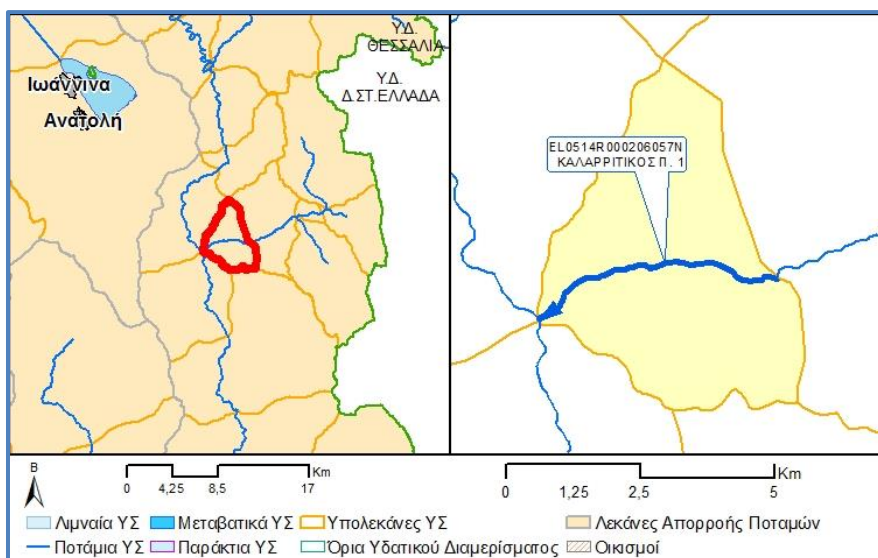 ΥΔ.
ΘΕΣΣΑΛΙΑ
ΥΔ.
Δ.ΣΤ.ΕΛΛΑΔΑ
Ιωάννινα
Ανατολή
EL0514R000206057N
ΚΑΛΑΡΡΙΤΙΚΟΣ Π. 1
Β
Km
0 4,25 8,5 17
Km
0 1,25 2,5 5
Λιμναία ΥΣ Μεταβατικά ΥΣ Υπολεκάνες ΥΣ Λεκάνες Απορροής Ποταμών
Ποτάμια ΥΣ Παράκτια ΥΣ Όρια Υδατικού Διαμερίσματος Οικισμοί